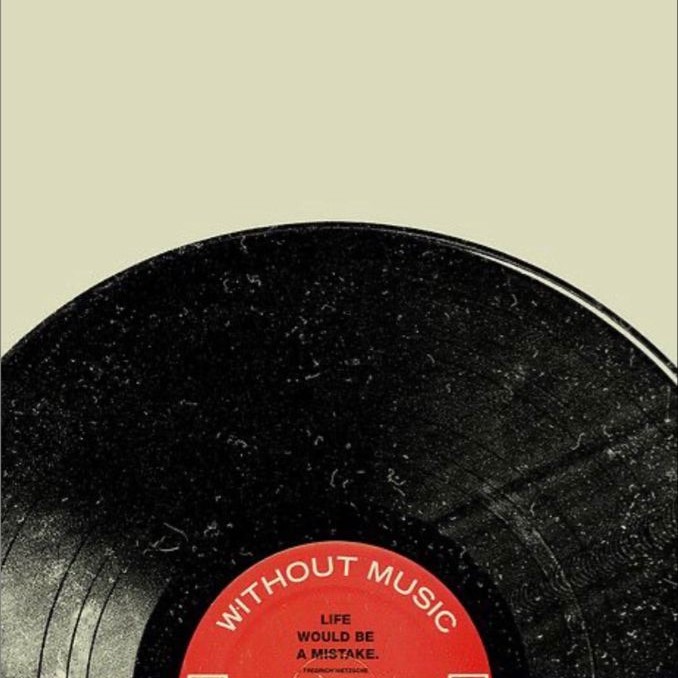 WITHOUT MUSIC
LIFE
WOULD BE
A MISTAKE.
FRIEDRICH NIETZSCHE